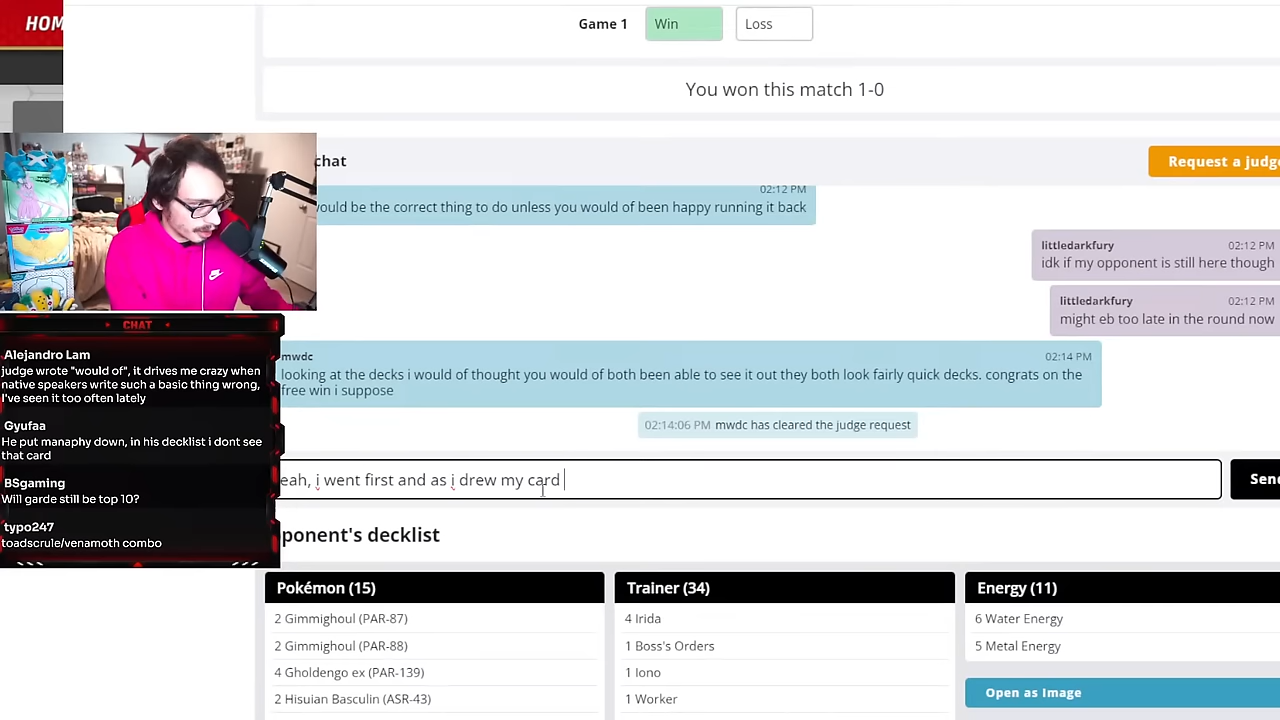 HOM
Game 1
Win
Loss
You won this match 1-0
chat
Request a judg
02:12 PM
ould be the correct thing to do unless you would of been happy running it back
littledarkfury
02:12 PM
idk if my opponent is still here though
littledarkfury
02:12 PM
might eb too late in the round now
mwdc
02:14 PM
looking at the decks i would of thought you would of both been able to see it out they both look fairly quick decks. congrats on the
free win i suppose
02:14:06 PM mwdc has cleared the judge request
eah, i went first and as i drew my card
Send
CHAT
Alejandro Lam
judge wrote "would of", it drives me crazy when
native speakers write such a basic thing wrong,
I've seen it too often lately
Gyufaa
He put manaphy down, in his decklist i dont see
that card
BSgaming
Will garde still be top 10?
typo247
toadscrule/venamoth combo
ponent's decklist
Pokémon (15)
2 Gimmighoul (PAR-87)
2 Gimmighoul (PAR-88)
4 Gholdengo ex (PAR-139)
2 Hisuian Basculin (ASR-43)
Trainer (34)
4 Irida
1 Boss's Orders
1 Iono
1 Worker
Energy (11)
6 Water Energy
5 Metal Energy
Open as Image